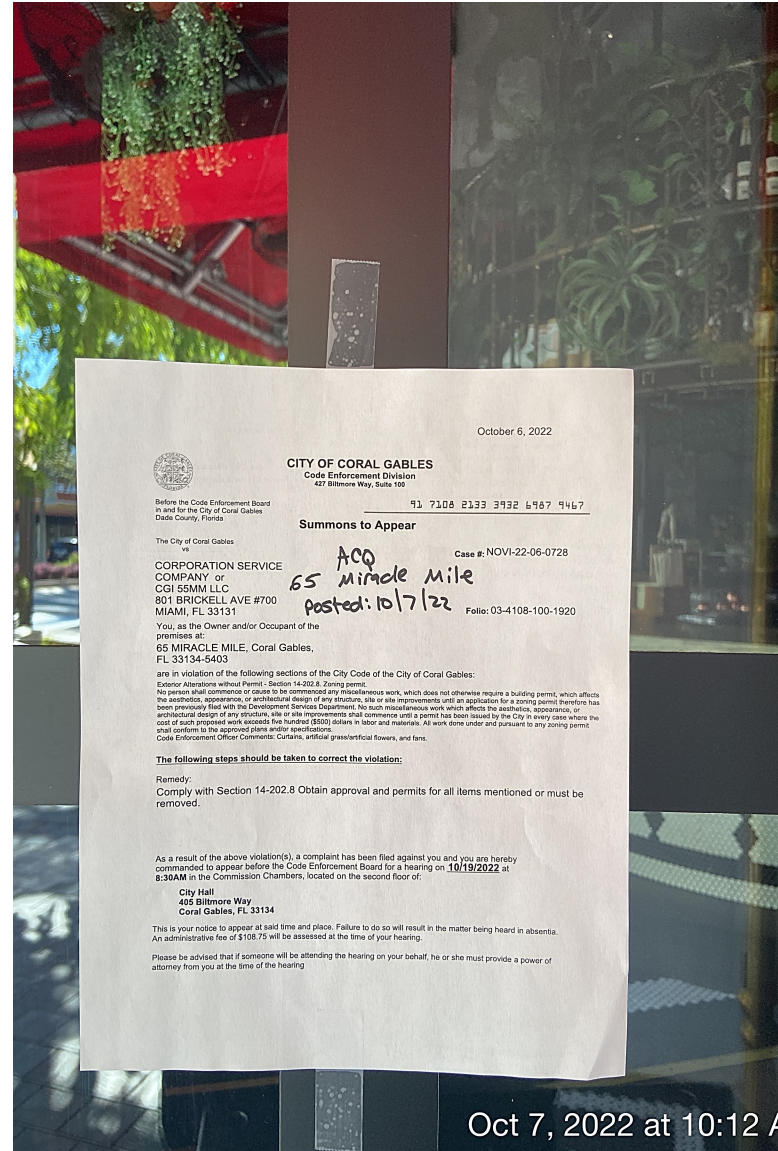 October 6, 2022
CITY OF CORAL GABLES
Code Enforcement Division
427 Biltmore Way, Suite 100
Before the Code Enforcement Board
in and for the City of Coral Gables
Dade County, Florida
91 7108 2133 3932 6987 9467
Summons to Appear
The City of Coral Gables
vs
Case #: NOVI-22-06-0728
CORPORATION SERVICE
COMPANY or
CGI 55MM LLC
801 BRICKELL AVE #700
MIAMI, FL 33131
ACQ
65 Miracle Mile
Posted: 10/7/22
Folio: 03-4108-100-1920
You, as the Owner and/or Occupant of the
premises at:
65 MIRACLE MILE, Coral Gables,
FL 33134-5403
are in violation of the following sections of the City Code of the City of Coral Gables:
Exterior Alterations without Permit - Section 14-202.8. Zoning permit.
No person shall commence or cause to be commenced any miscellaneous work, which does not otherwise require a building permit, which affects
the aesthetics, appearance, or architectural design of any structure, site or site improvements until an application for a zoning permit therefore has
been previously filed with the Development Services Department. No such miscellaneous work which affects the aesthetics, appearance, or
architectural design of any structure, site or site improvements shall commence until a permit has been issued by the City in every case where the
cost of such proposed work exceeds five hundred ($500) dollars in labor and materials. All work done under and pursuant to any zoning permit
shall conform to the approved plans and/or specifications.
Code Enforcement Officer Comments: Curtains, artificial grass/artificial flowers, and fans.
The following steps should be taken to correct the violation:
Remedy:
Comply with Section 14-202.8 Obtain approval and permits for all items mentioned or must be
removed.
As a result of the above violation(s), a complaint has been filed against you and you are hereby
commanded to appear before the Code Enforcement Board for a hearing on 10/19/2022 at
8:30AM in the Commission Chambers, located on the second floor of:
City Hall
405 Biltmore Way
Coral Gables, FL 33134
This is your notice to appear at said time and place. Failure to do so will result in the matter being heard in absentia.
An administrative fee of $108.75 will be assessed at the time of your hearing.
Please be advised that if someone will be attending the hearing on your behalf, he or she must provide a power of
attorney from you at the time of the hearing
Oct 7, 2022 at 10:12 A